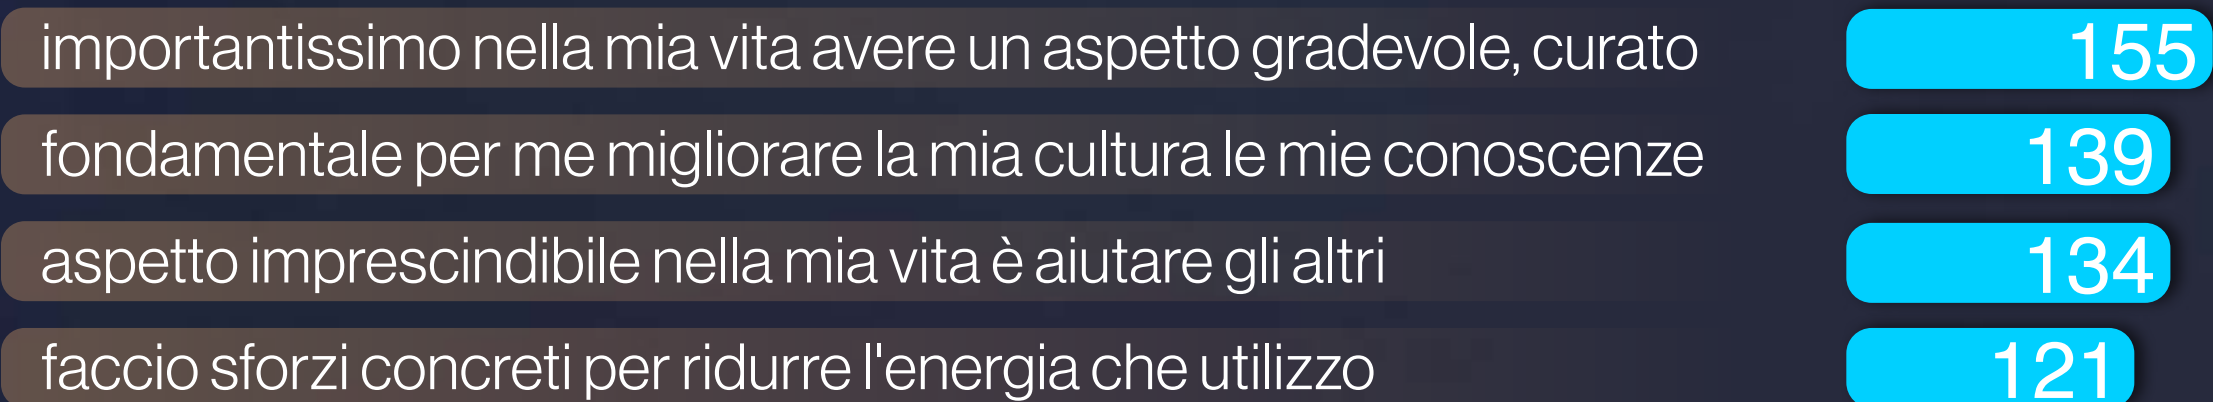 importantissimo nella mia vita avere un aspetto gradevole, curato 155
fondamentale per me migliorare la mia cultura le mie conoscenze 139
aspetto imprescindibile nella mia vita è aiutare gli altri 134
faccio sforzi concreti per ridurre l'energia che utilizzo 121